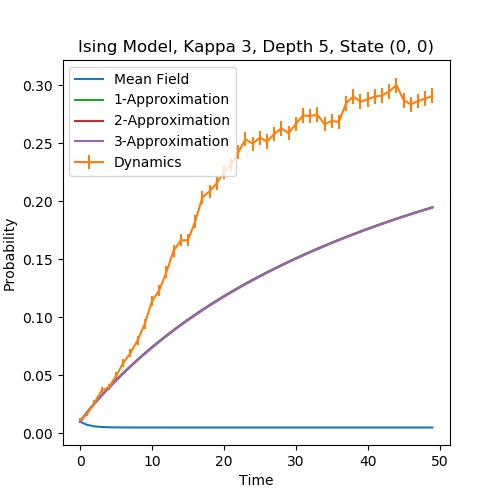 Ising Model, Kappa 3, Depth 5, State (0, 0)
Mean Field
1-Approximation
2-Approximation
3-Approximation
Dynamics
Probability
0.30
0.25
0.20
0.15
0.10
0.05
0.00
0 10 20 30 40 50
Time